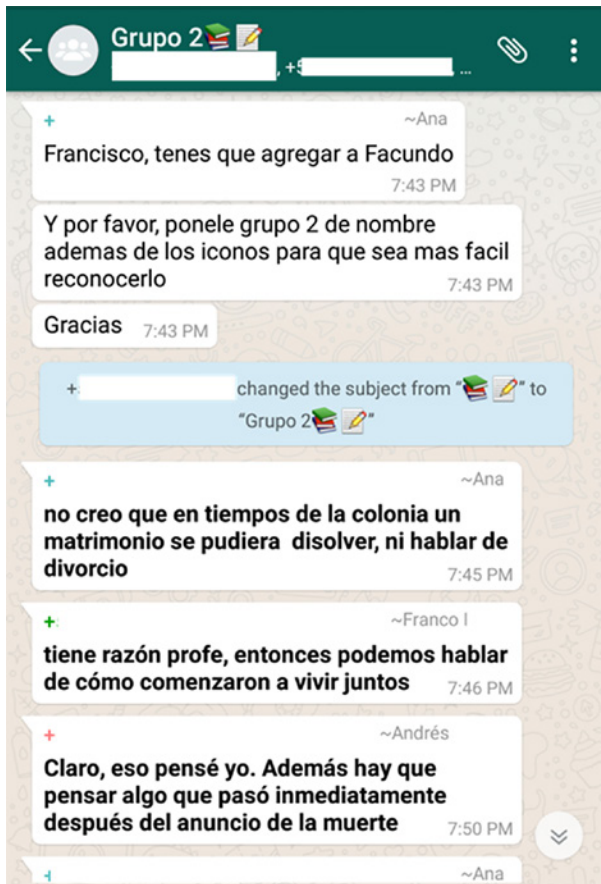 Grupo 2📚📝
, +5 , ...
+ ~Ana
Francisco, tenes que agregar a Facundo
7:43 PM
Y por favor, ponele grupo 2 de nombre
ademas de los iconos para que sea mas facil
reconocerlo 7:43 PM
Gracias 7:43 PM
+ changed the subject from “📚📝” to
“Grupo 2📚📝”
+ ~Ana
no creo que en tiempos de la colonia un
matrimonio se pudiera disolver, ni hablar de
divorcio 7:45 PM
+ ~Franco I
tiene razón profe, entonces podemos hablar
de cómo comenzaron a vivir juntos 7:46 PM
+ ~Andrés
Claro, eso pensé yo. Además hay que
pensar algo que pasó inmediatamente
después del anuncio de la muerte 7:50 PM
+ ~Ana